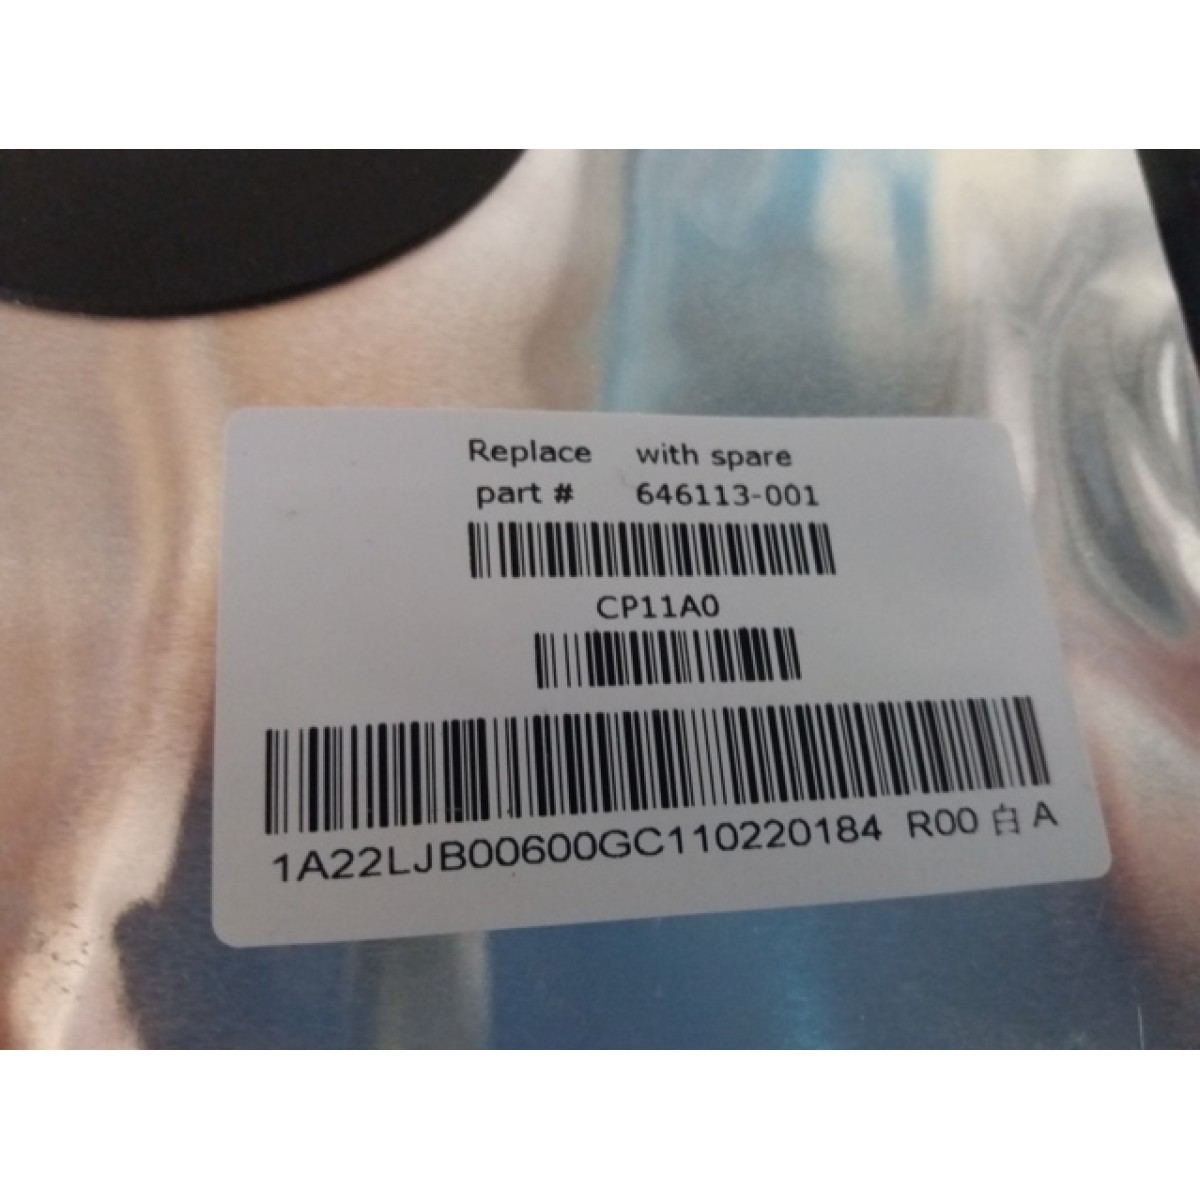 Replace with spare
part # 646113-001
CP11A0
1A22LJB00600GC110220184 R00 白 A